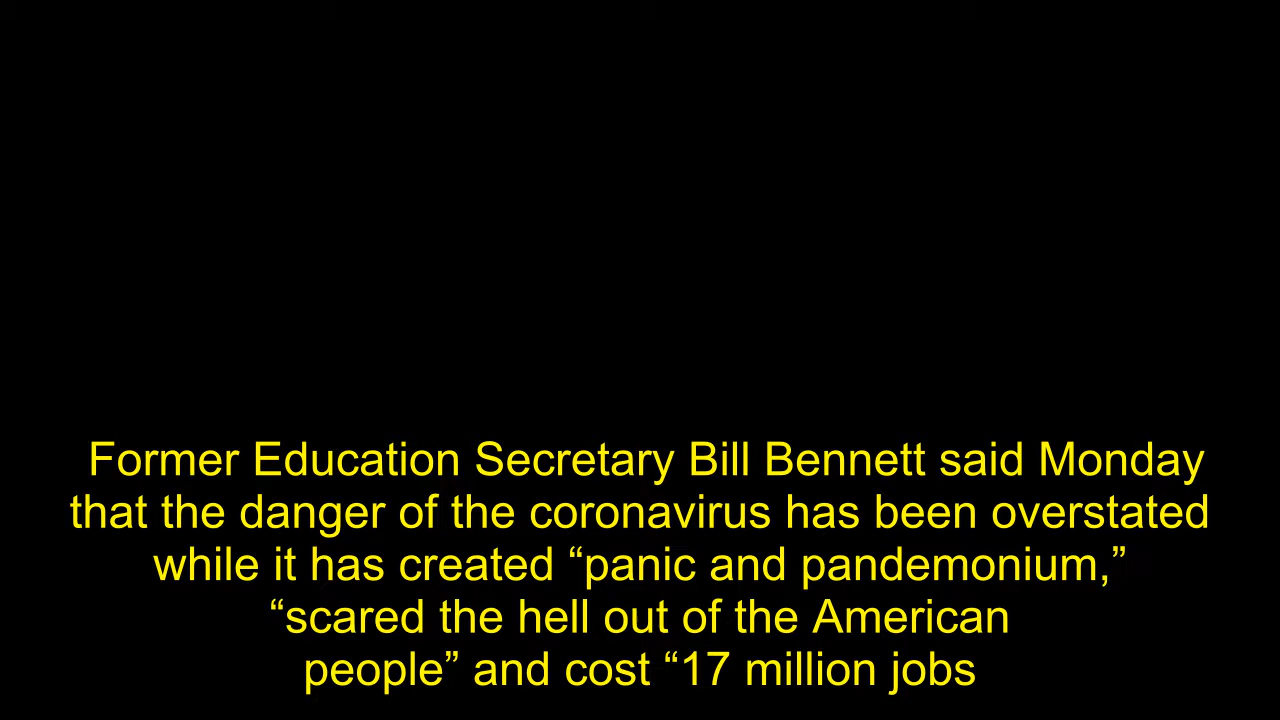 Former Education Secretary Bill Bennett said Monday
that the danger of the coronavirus has been overstated
while it has created “panic and pandemonium,”
“scared the hell out of the American
people” and cost “17 million jobs